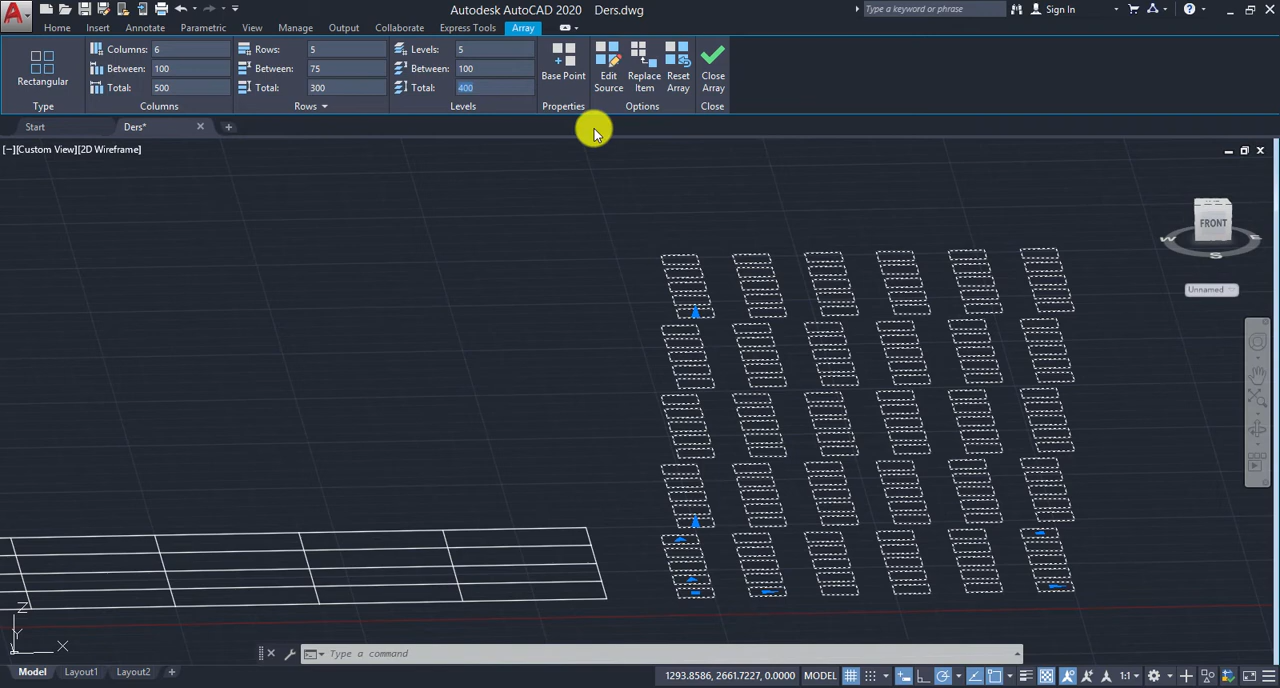 Autodesk AutoCAD 2020 Ders.dwg
Type a keyword or phrase
Sign In
Home Insert Annotate Parametric View Manage Output Collaborate Express Tools Array
Columns: 6 Rows: 5 Levels: 5
Between: 100 Between: 75 Between: 100
Total: 500 Total: 300 Total: 400
Rectangular
Base Point
Edit Source
Replace Item
Reset Array
Close Array
Type Columns Rows Levels Properties Options Close
Start Ders*
[−][Custom View][2D Wireframe]
FRONT
W E
S
Unnamed
Z
Y
X
Type a command
Model Layout1 Layout2
1293.8586, 2661.7227, 0.0000 MODEL 1:1